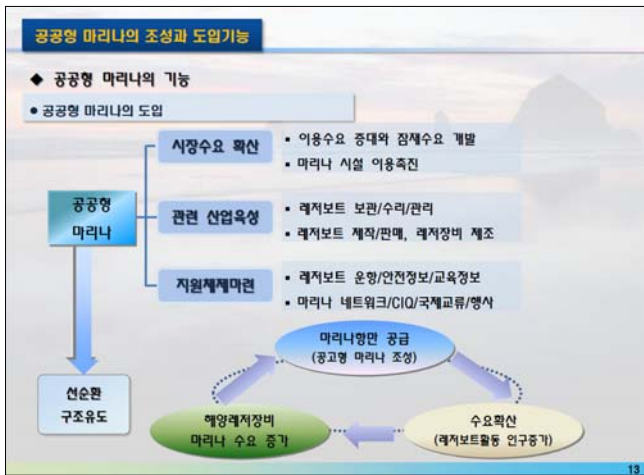 공공형 마리나의 조성과 도입기능
◆ 공공형 마리나의 기능
● 공공형 마리나의 도입
공공형
마리나
시장수요 확산
▪ 이용수요 증대와 잠재수요 개발
▪ 마리나 시설 이용촉진
관련 산업육성
▪ 레저보트 보관/수리/관리
▪ 레저보트 제작/판매, 레저장비 제조
지원체제마련
▪ 레저보트 운항/안전정보/교육정보
▪ 마리나 네트워크/CIQ/국제교류/행사
선순환
구조유도
마리나항만 공급
(공고형 마리나 조성)
해양레저장비
마리나 수요 증가
수요확산
(레저보트활동 인구증가)
13